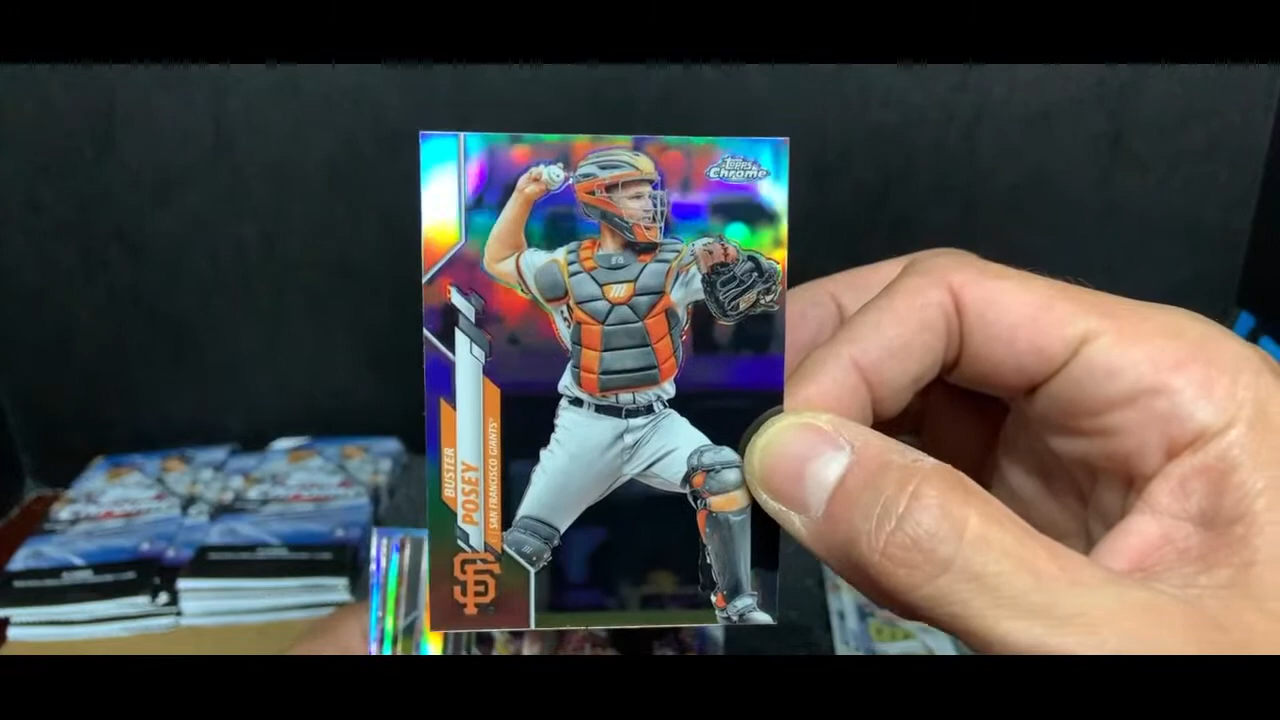 Topps
Chrome
BUSTER
POSEY
SAN FRANCISCO GIANTS
SF